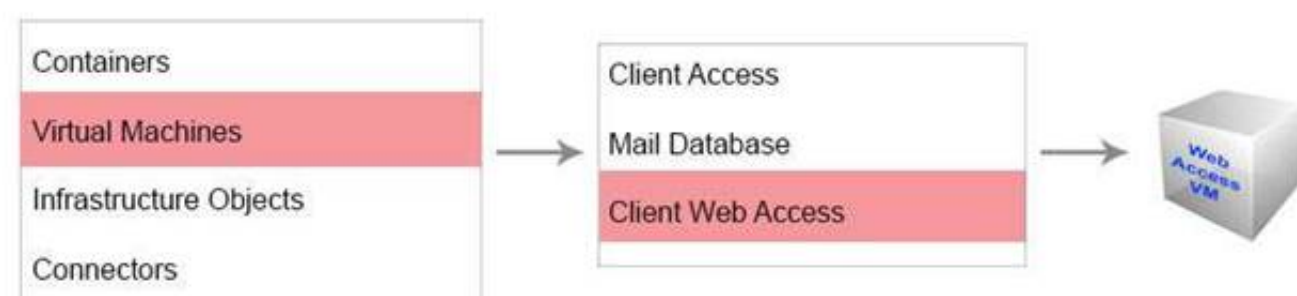 Containers
Virtual Machines
Infrastructure Objects
Connectors
Client Access
Mail Database
Client Web Access
Web
Access
VM